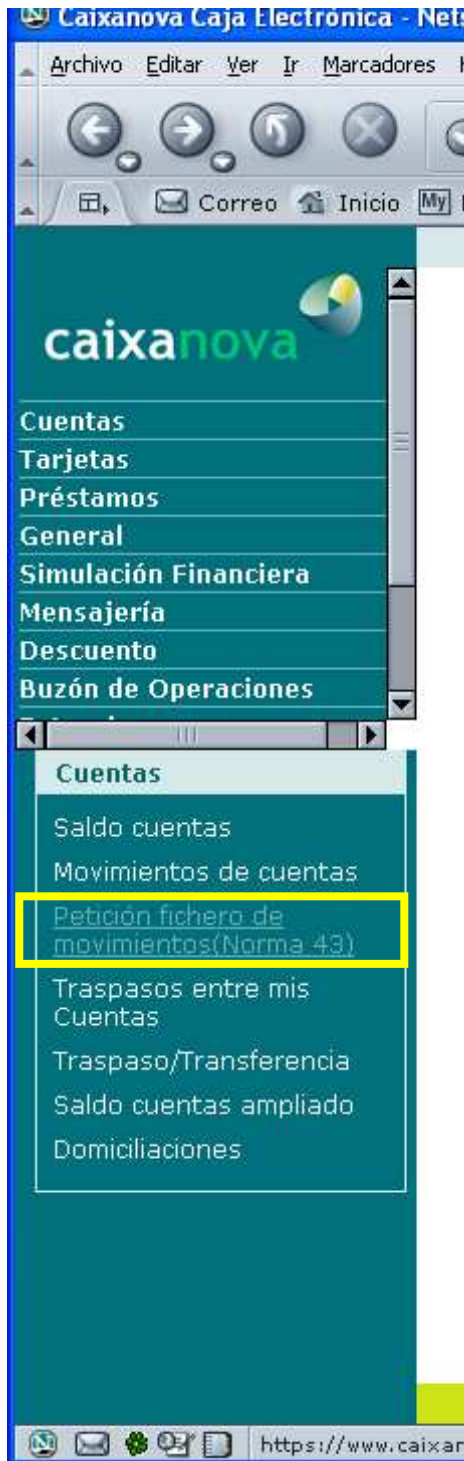 Caixanova Caja Electrónica - Nets
Archivo Editar Ver Ir Marcadores
Correo Inicio My
caixanova
Cuentas
Tarjetas
Préstamos
General
Simulación Financiera
Mensajería
Descuento
Buzón de Operaciones
Cuentas
Saldo cuentas
Movimientos de cuentas
Petición fichero de
movimientos(Norma 43)
Traspasos entre mis
Cuentas
Traspaso/Transferencia
Saldo cuentas ampliado
Domiciliaciones
https://www.caixan